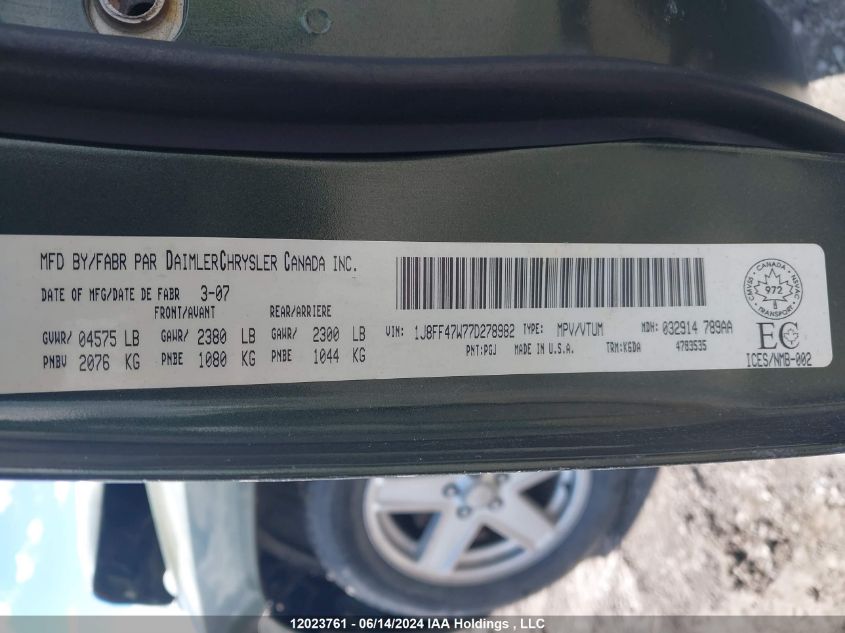 MFD BY/FABR PAR DAIMLERCHRYSLER CANADA INC.
DATE OF MFG/DATE DE FABR 3-07
FRONT/AVANT REAR/ARRIERE
GVWR/ 04575 LB GAWR/ 2380 LB GAWR/ 2300 LB
PNBV 2076 KG PNBE 1080 KG PNBE 1044 KG
VIN: 1J8FF47W77D278982 TYPE: MPV/VTUM MDH: 032914 789AA
PNT:PGJ MADE IN U.S.A. TRM:K6DA 4783535
CANADA
CMVSS NSVAC
972
TRANSPORT
EC
ICES/NMB-002
12023761 - 06/14/2024 IAA Holdings , LLC